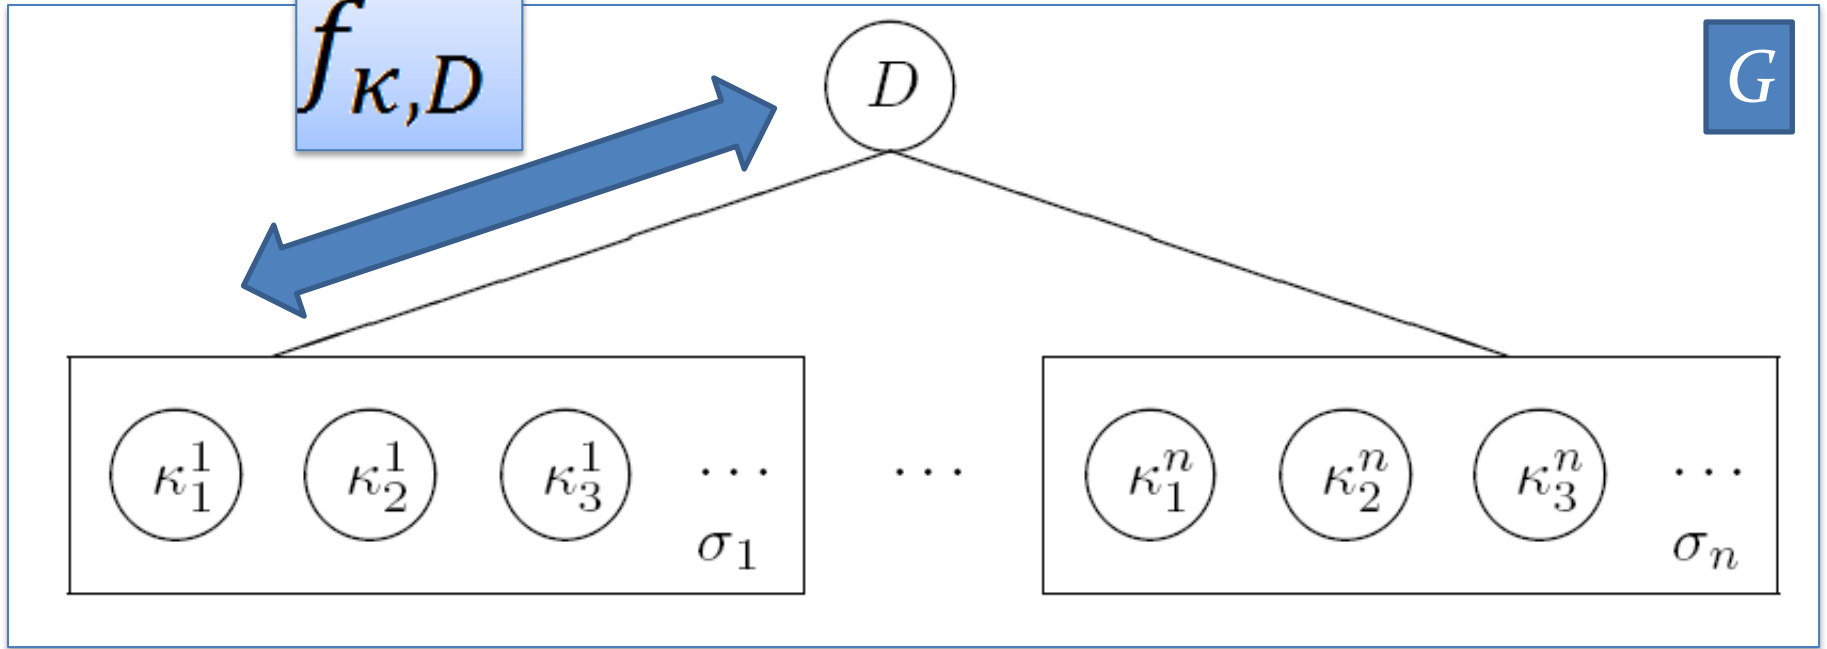 f_{κ,D}
D
G
κ_1^1 κ_2^1 κ_3^1 ⋯ ⋯ κ_1^n κ_2^n κ_3^n ⋯
σ_1 σ_n